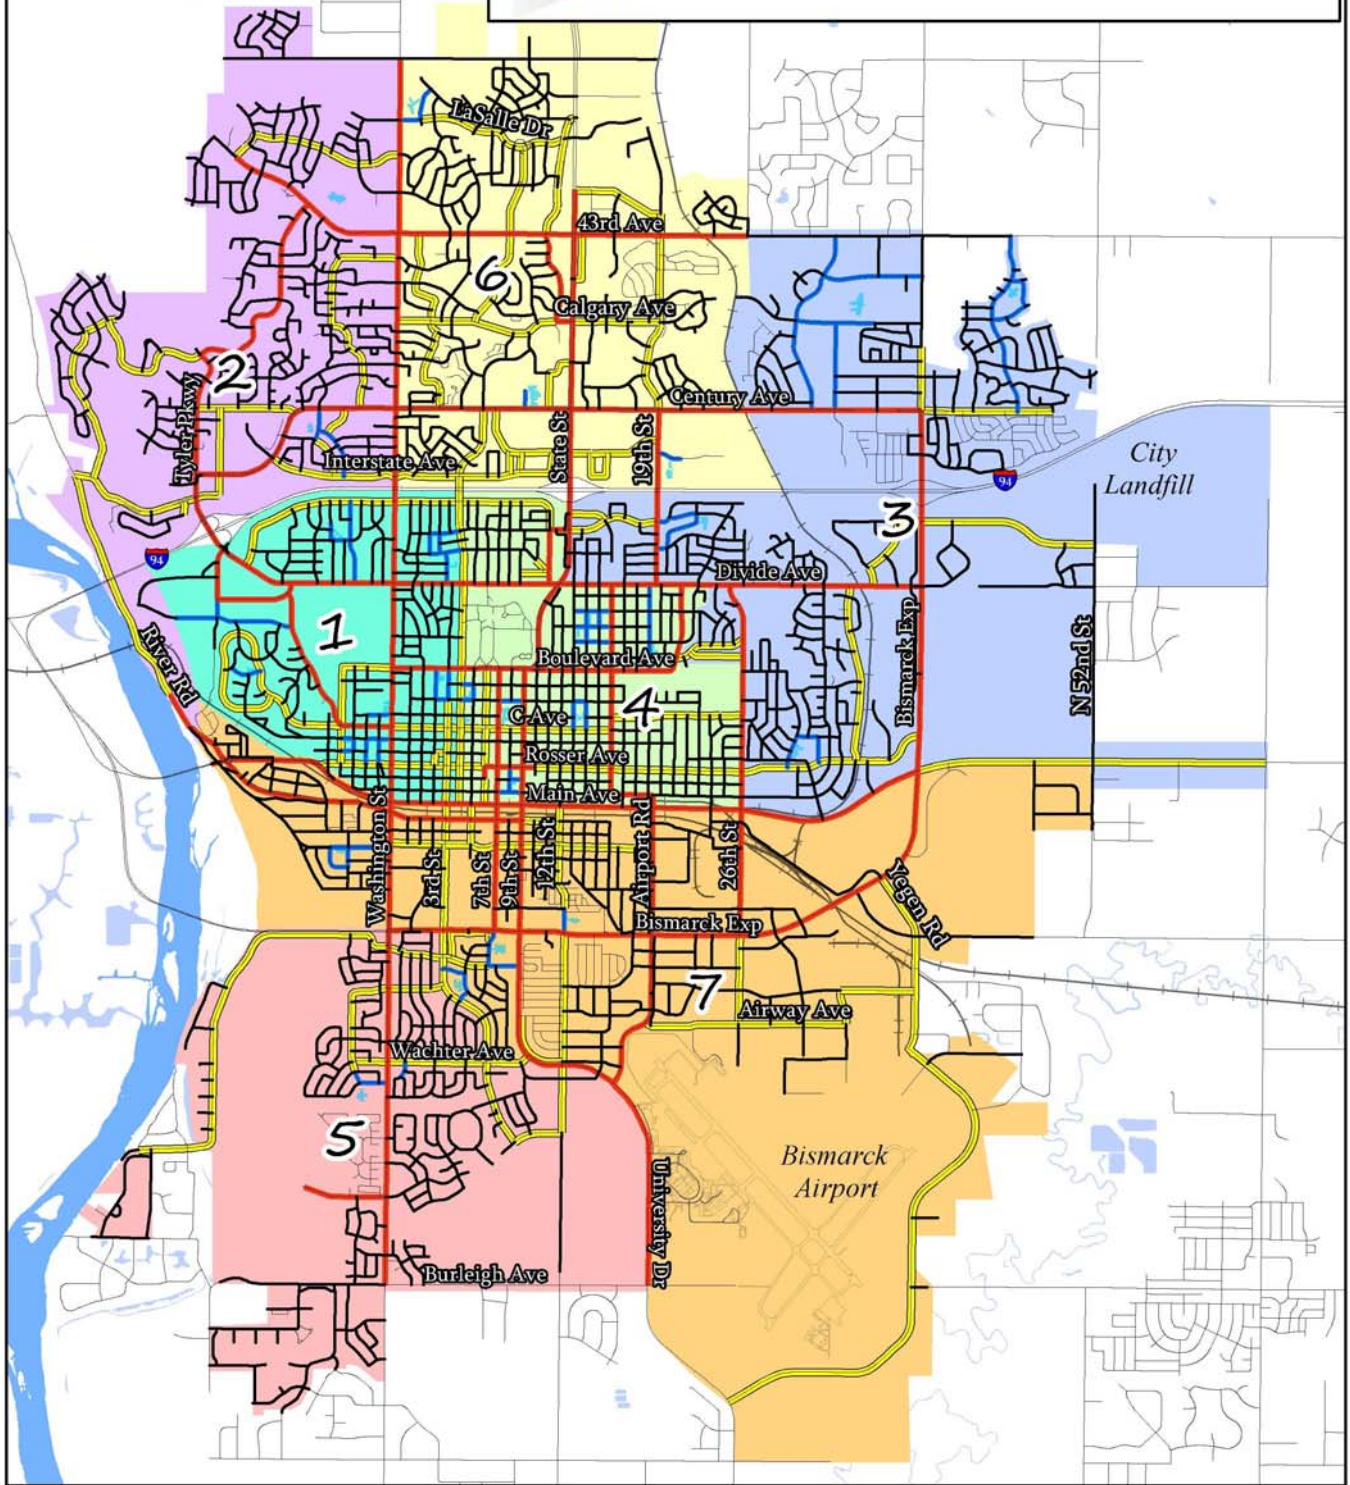 LaSalle Dr
43rd Ave
6
Calgary Ave
2
Tyler Pkwy
Century Ave
State St
19th St
Interstate Ave
City
Landfill
94
3
94
Divide Ave
1
River Rd
Boulevard Ave
Bismarck Exp
N 52nd St
4
C Ave
Rosser Ave
Main Ave
Washington St
3rd St
7th St
9th St
12th St
Airport Rd
26th St
Yegen Rd
Bismarck Exp
7
Airway Ave
Wachter Ave
5
Bismarck
Airport
University Dr
Burleigh Ave